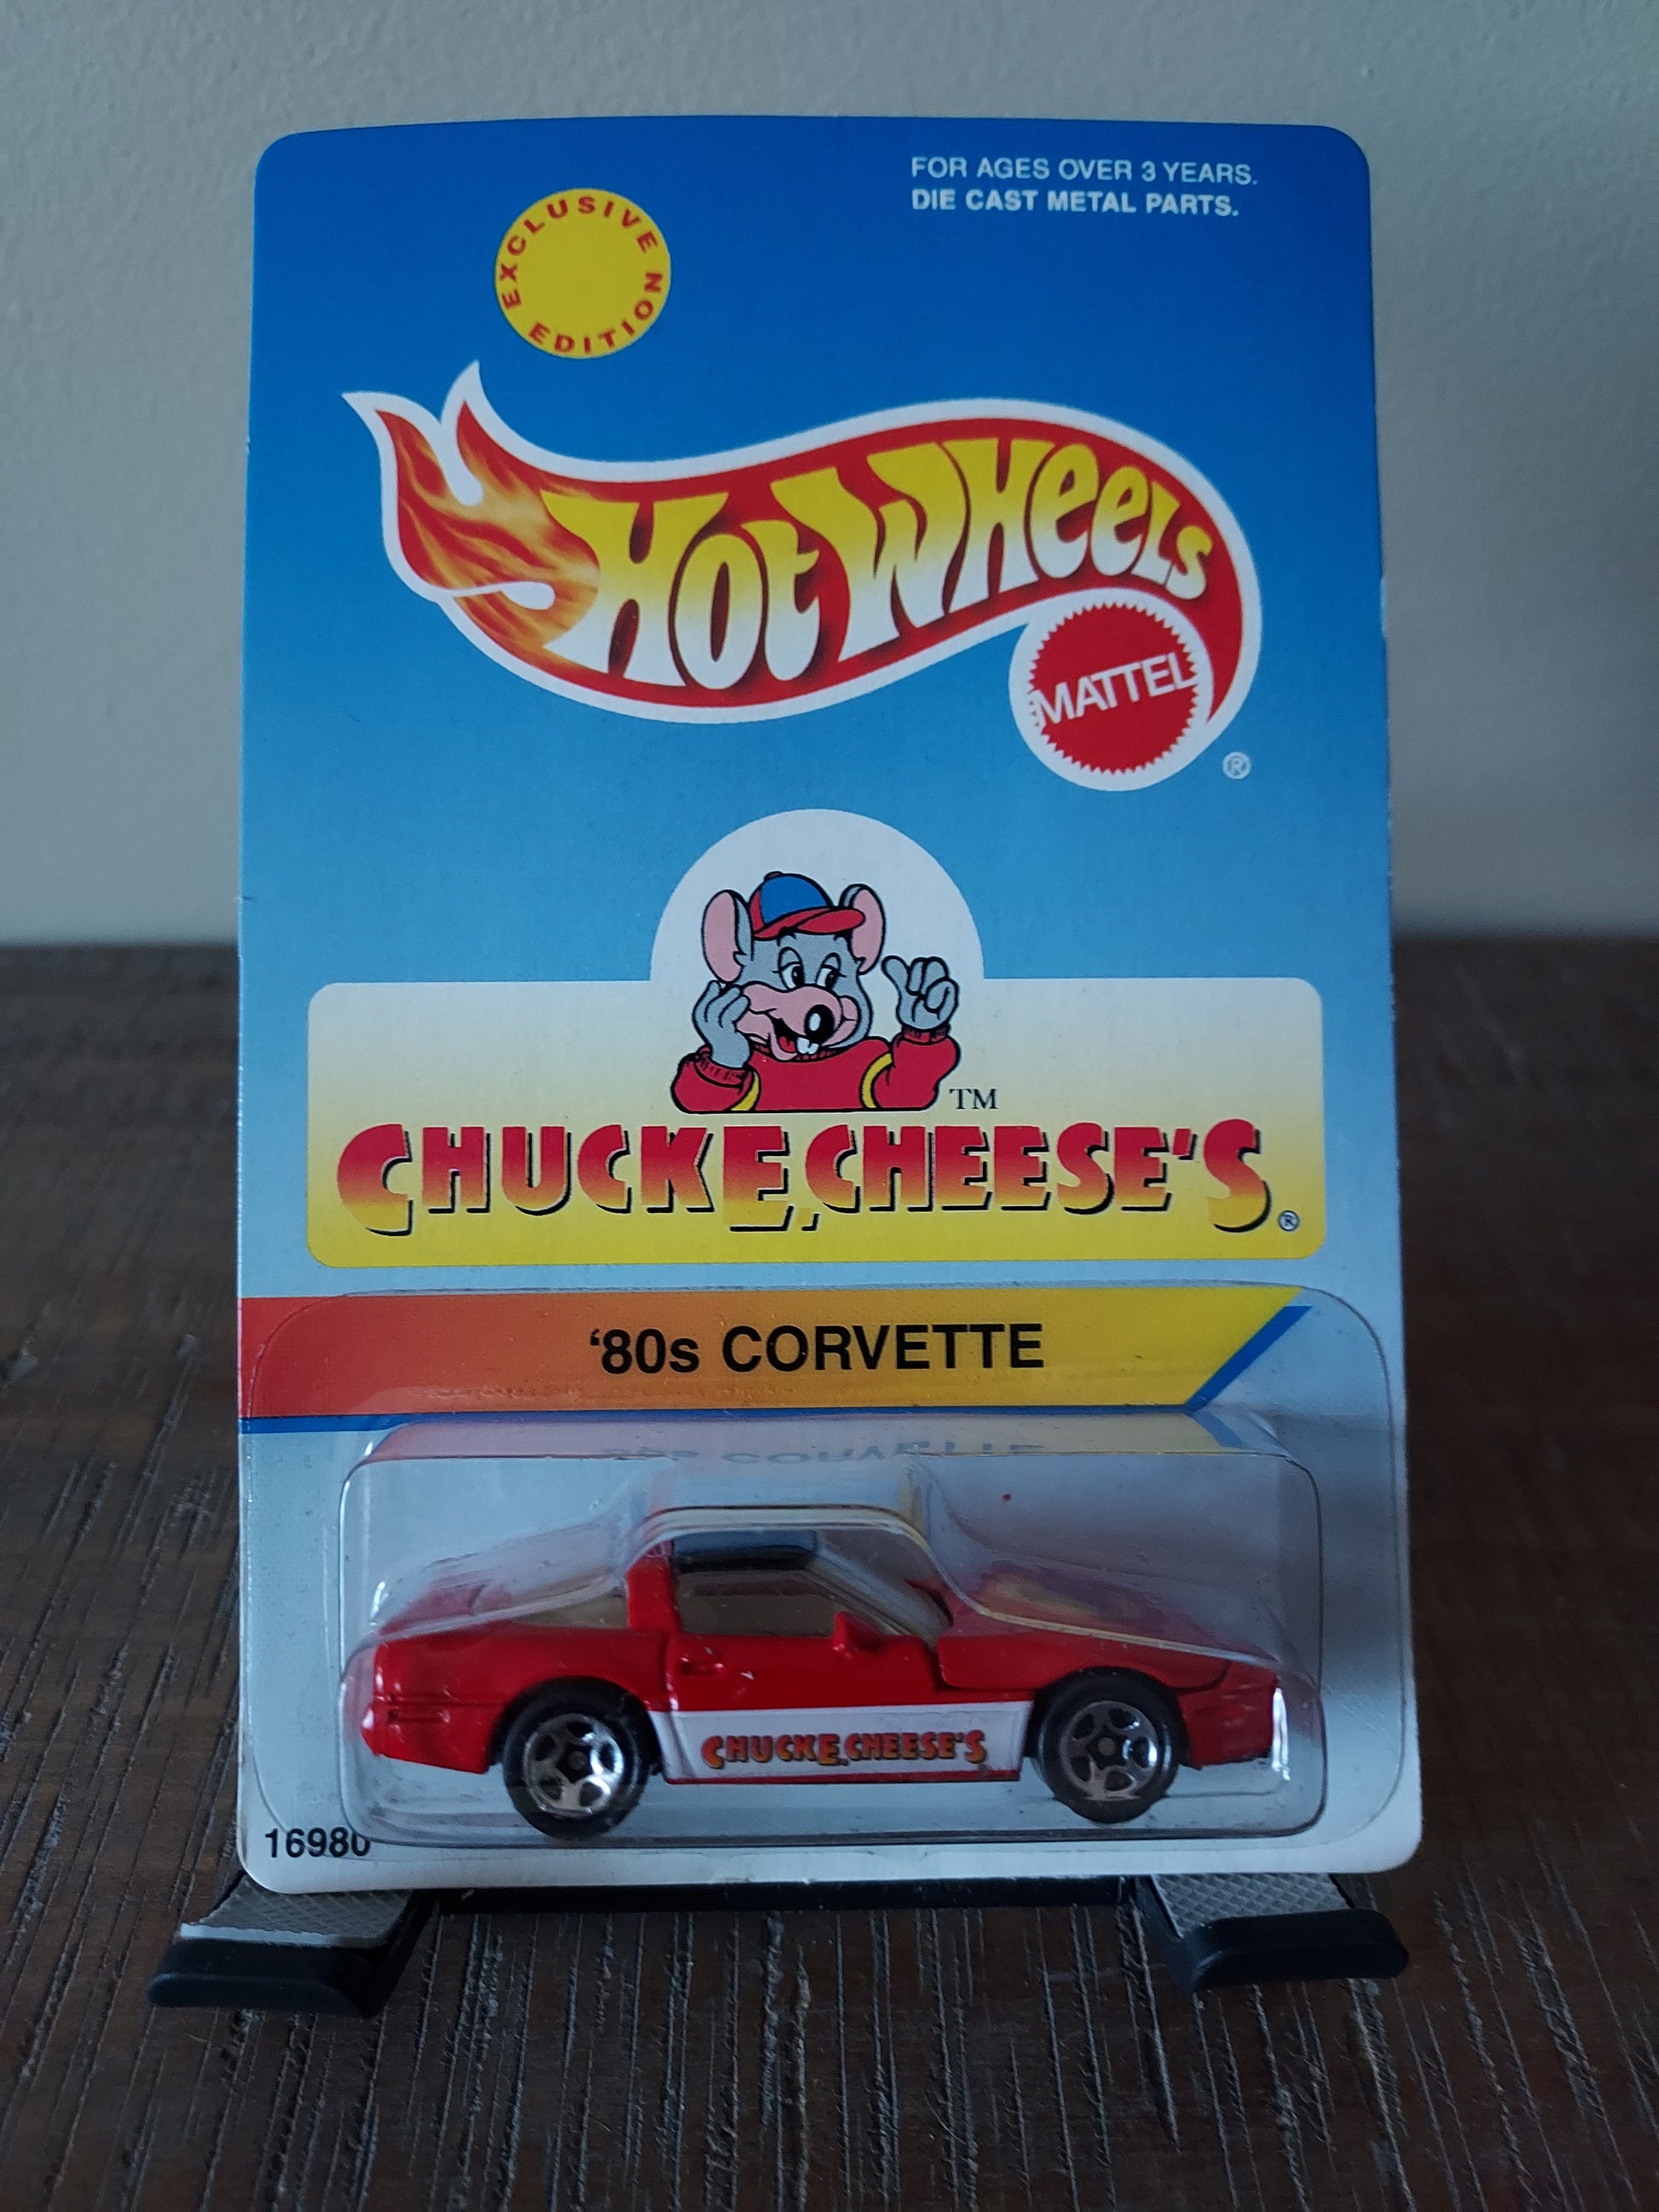 FOR AGES OVER 3 YEARS.
DIE CAST METAL PARTS.
EXCLUSIVE EDITION
HOT WHEELS
MATTEL
®
TM
CHUCK E. CHEESE'S®
'80s CORVETTE
CHUCK E. CHEESE'S
16980